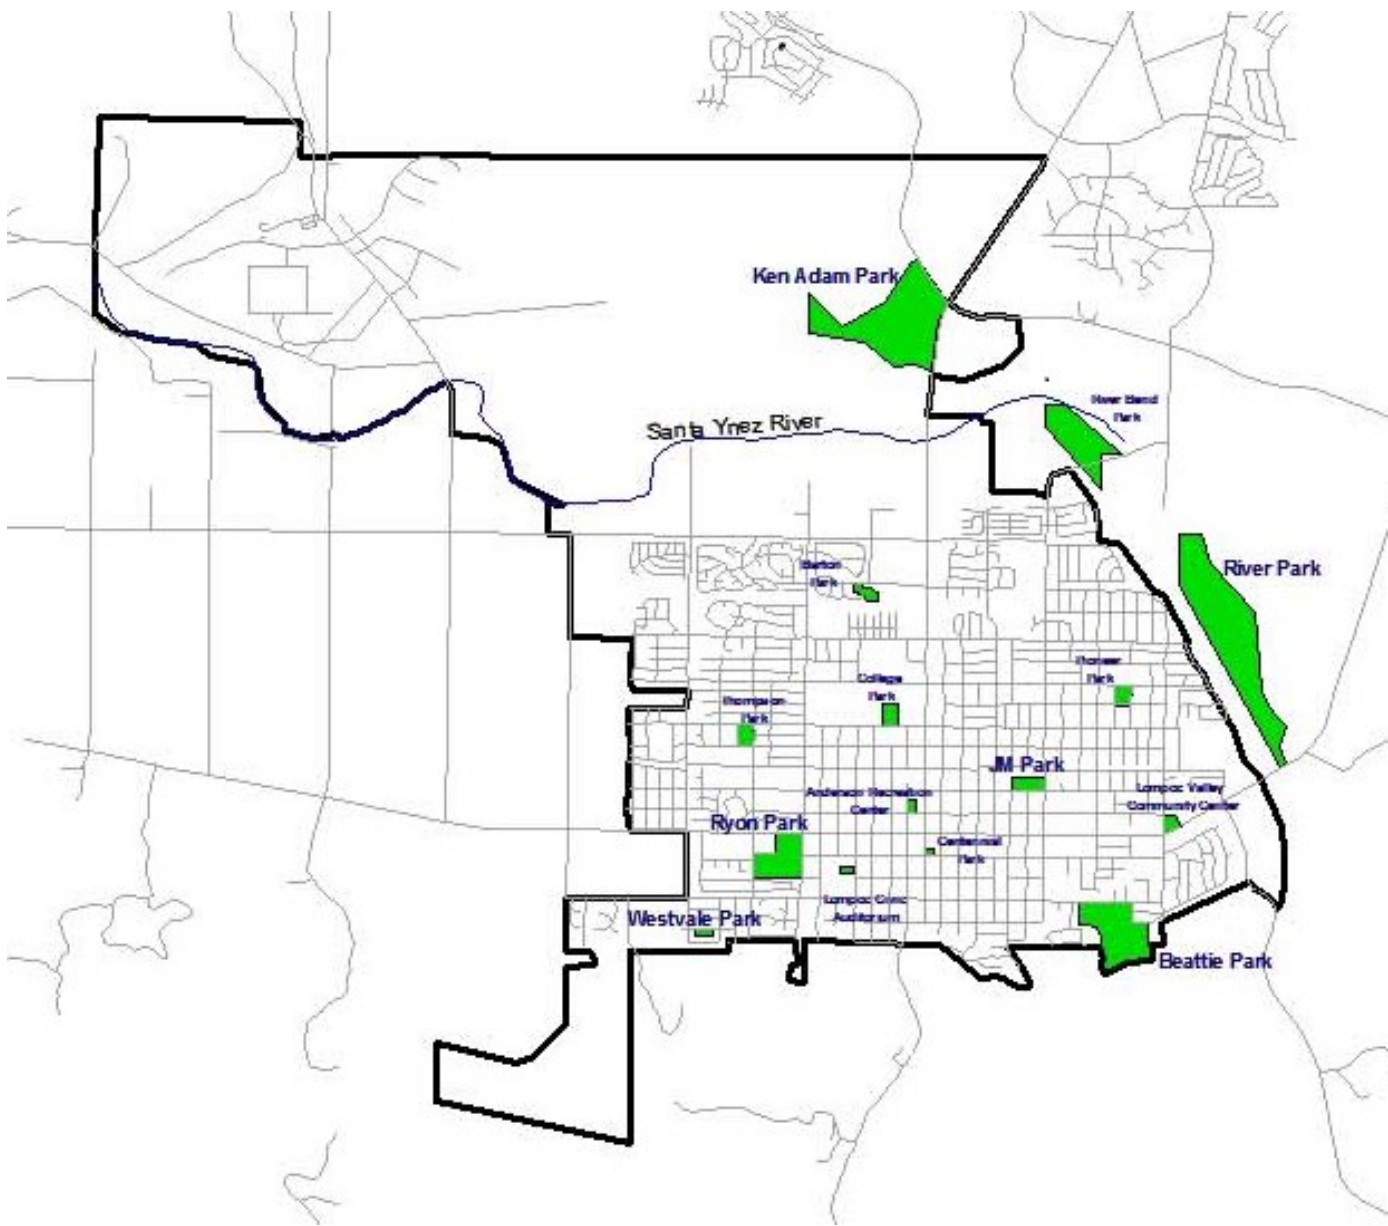 Ken Adam Park
River Bend
Park
Santa Ynez River
Barton
Park
River Park
College
Park
Pioneer
Park
Thompson
Park
JM Park
Anderson Recreation
Center
Lompoc Valley
Community Center
Ryon Park
Centennial
Park
Lompoc Civic
Auditorium
Westvale Park
Beattie Park